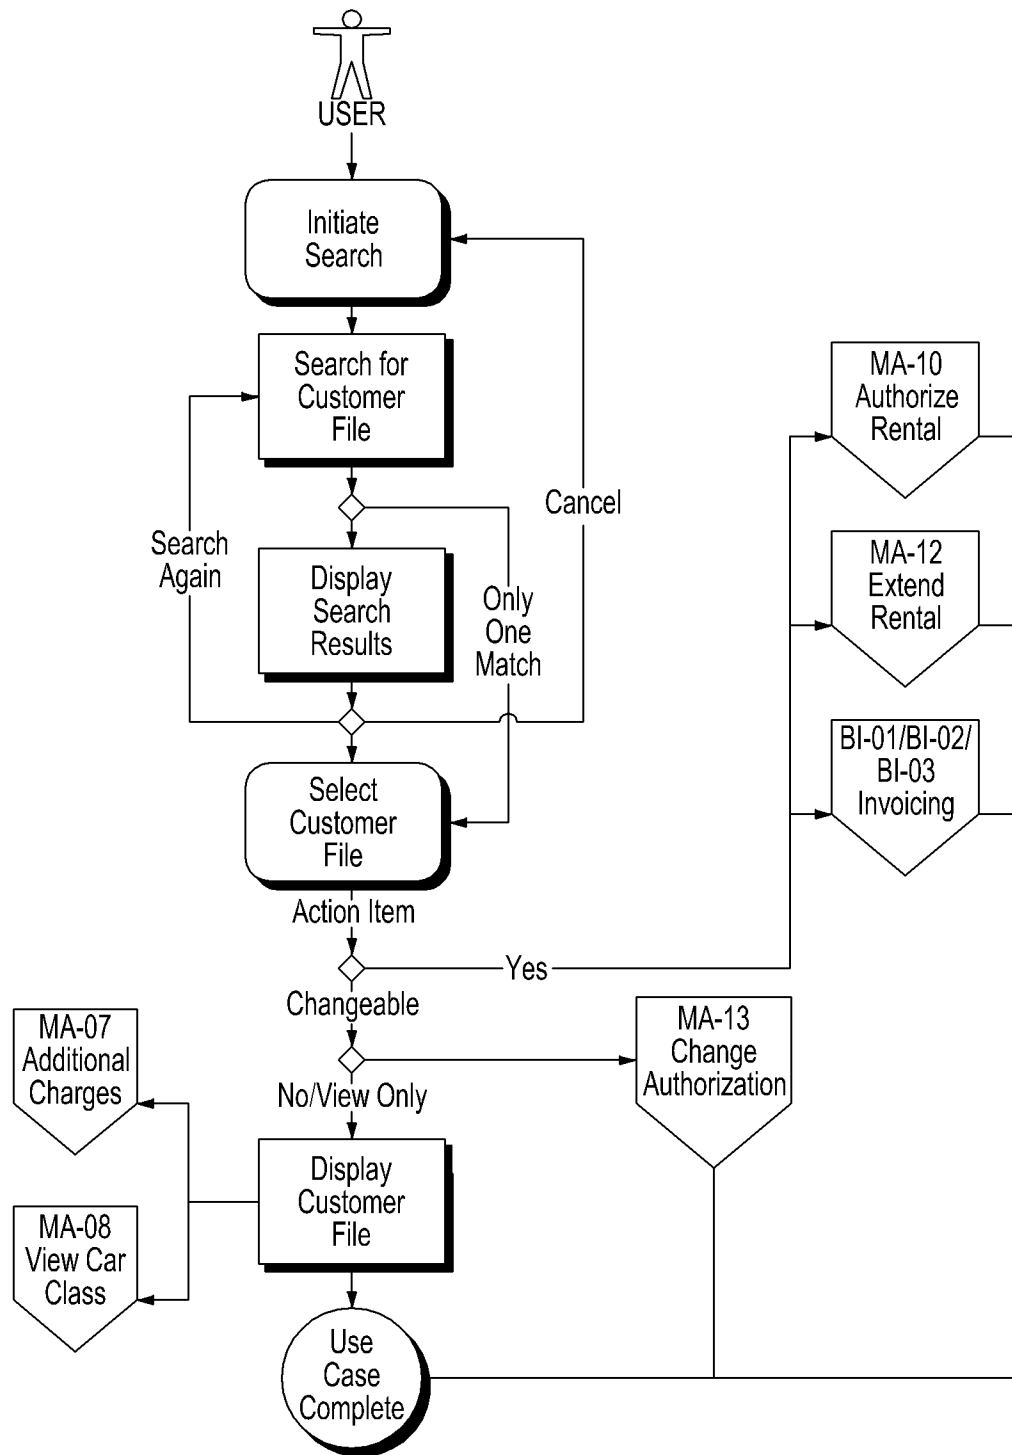 USER
Initiate
Search
Search for
Customer
File
Cancel
Search
Again
Display
Search
Results
Only
One
Match
Select
Customer
File
Action Item
Yes
Changeable
No/View Only
Display
Customer
File
Use
Case
Complete
MA-10
Authorize
Rental
MA-12
Extend
Rental
BI-01/BI-02/
BI-03
Invoicing
MA-13
Change
Authorization
MA-07
Additional
Charges
MA-08
View Car
Class